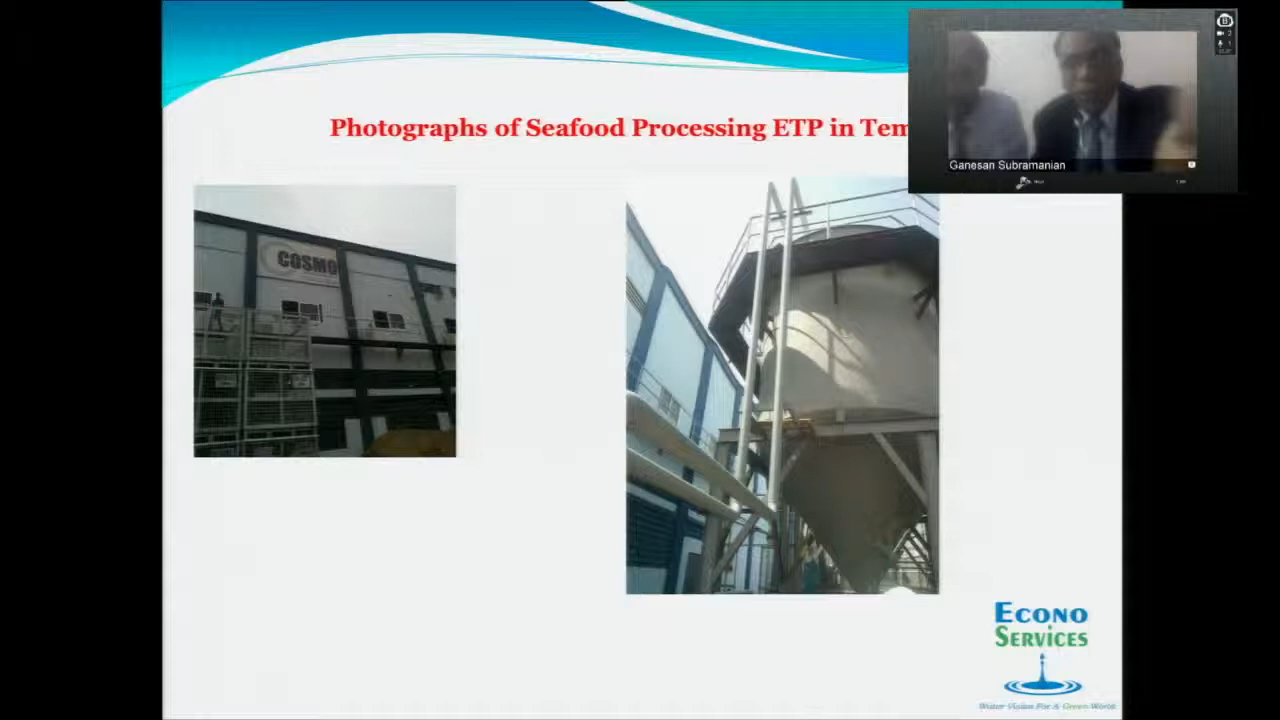 Photographs of Seafood Processing ETP in Tem
Ganesan Subramanian
COSMO
ECONO
SERVICES
Water Vision For A Green World